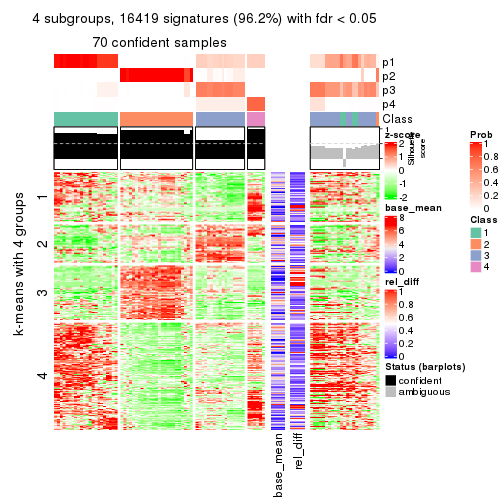 4 subgroups, 16419 signatures (96.2%) with fdr < 0.05
70 confident samples
p1
p2
p3
p4
Class
1
Silhouette
score
k-means with 4 groups
1
2
3
4
base_mean
rel_diff
z-score
2
1
0
-1
-2
base_mean
8
6
4
2
0
rel_diff
1
0.8
0.6
0.4
0.2
0
Status (barplots)
confident
ambiguous
Prob
1
0.8
0.6
0.4
0.2
0
Class
1
2
3
4